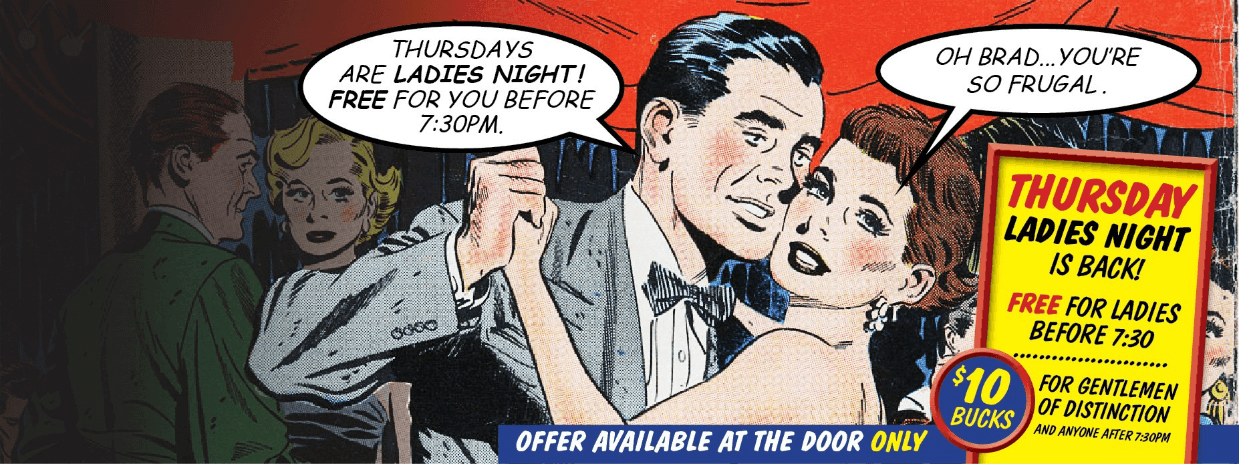 THURSDAYS
ARE LADIES NIGHT!
FREE FOR YOU BEFORE
7:30PM.
OH BRAD...YOU'RE
SO FRUGAL.
THURSDAY
LADIES NIGHT
IS BACK!
FREE FOR LADIES
BEFORE 7:30
$10
BUCKS
FOR GENTLEMEN
OF DISTINCTION
AND ANYONE AFTER 7:30PM
OFFER AVAILABLE AT THE DOOR ONLY